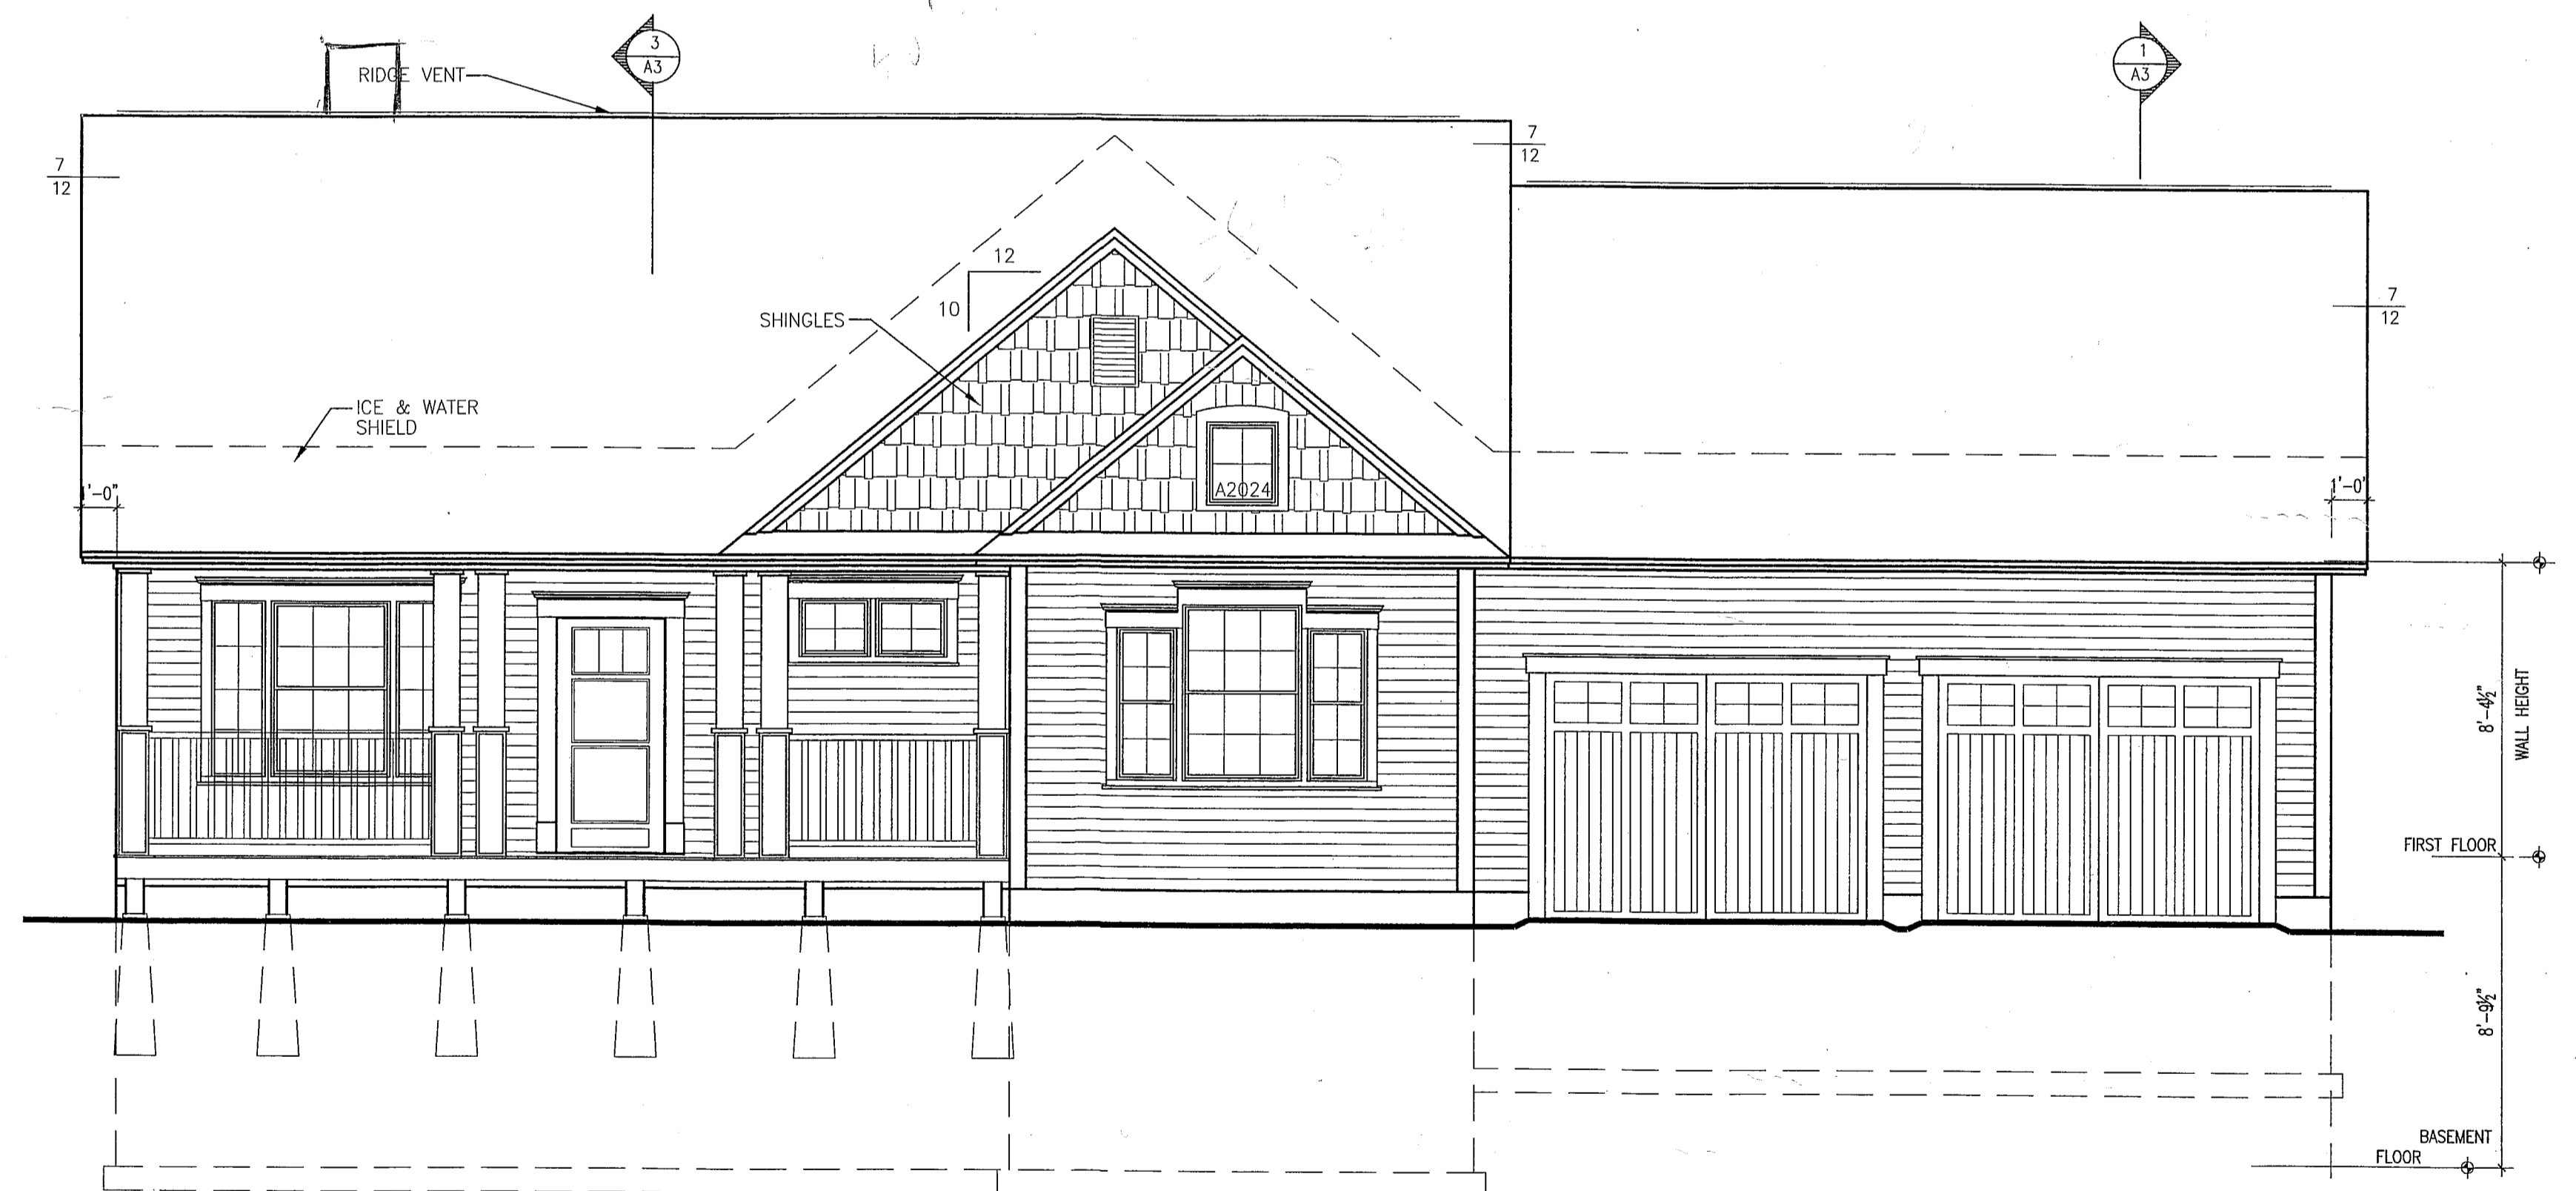 3
A3
1
A3
RIDGE VENT
7
12
7
12
12
10
SHINGLES
7
12
ICE & WATER
SHIELD
A2024
1'-0"
1'-0"
8'-4½"
WALL HEIGHT
FIRST FLOOR
8'-9½"
BASEMENT
FLOOR